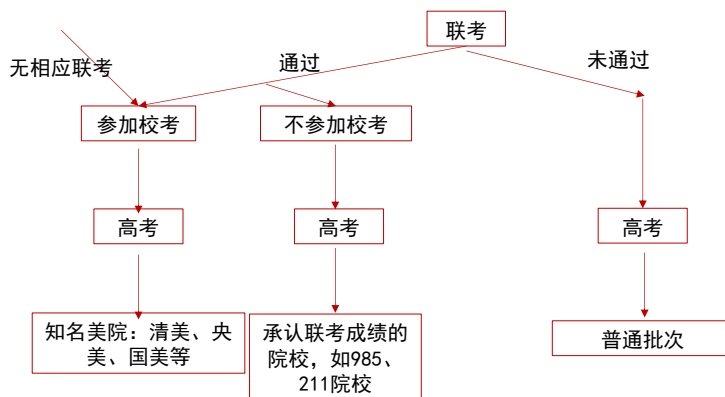 联考
无相应联考
通过
未通过
参加校考
不参加校考
高考
高考
高考
知名美院：清美、央
美、国美等
承认联考成绩的
院校，如985、
211院校
普通批次